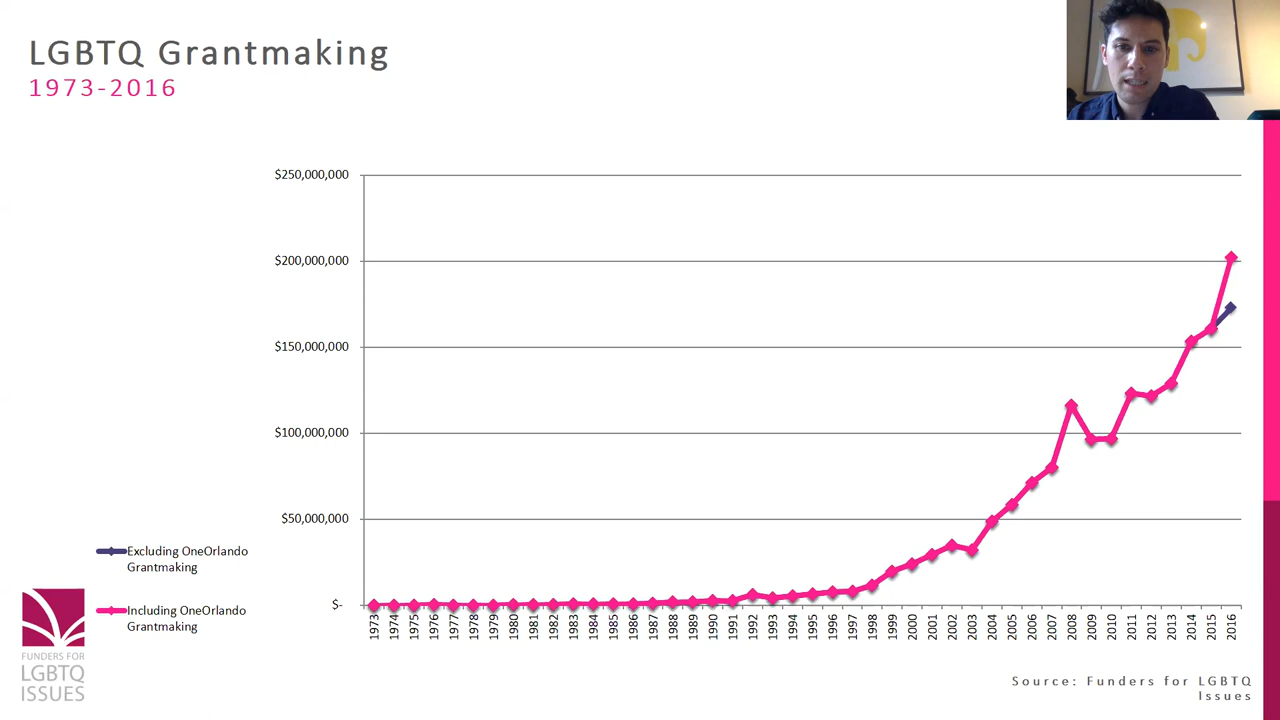 LGBTQ Grantmaking
1973-2016
$250,000,000
$200,000,000
$150,000,000
$100,000,000
$50,000,000
$-
1973 1974 1975 1976 1977 1978 1979 1980 1981 1982 1983 1984 1985 1986 1987 1988 1989 1990 1991 1992 1993 1994 1995 1996 1997 1998 1999 2000 2001 2002 2003 2004 2005 2006 2007 2008 2009 2010 2011 2012 2013 2014 2015 2016
Excluding OneOrlando
Grantmaking
Including OneOrlando
Grantmaking
FUNDERS FOR
LGBTQ
ISSUES
Source: Funders for LGBTQ
Issues